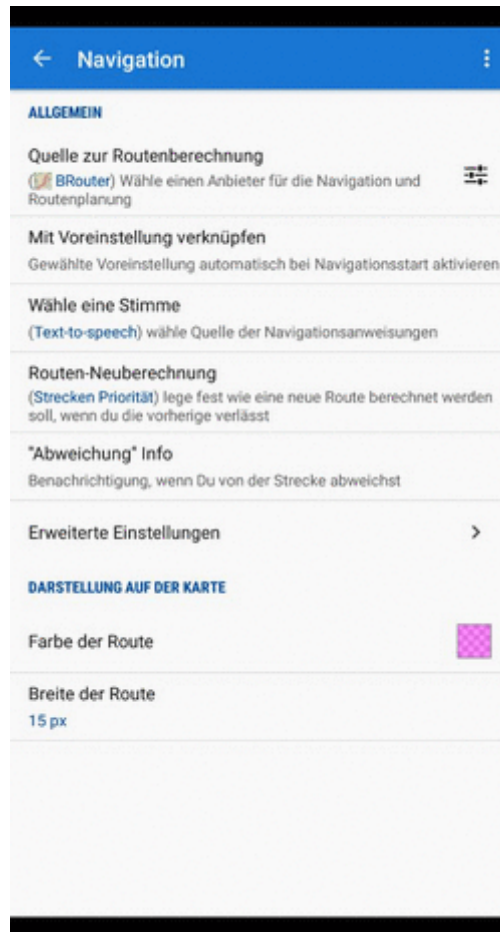 Navigation
ALLGEMEIN
Quelle zur Routenberechnung
(BRouter) Wähle einen Anbieter für die Navigation und
Routenplanung
Mit Voreinstellung verknüpfen
Gewählte Voreinstellung automatisch bei Navigationsstart aktivieren
Wähle eine Stimme
(Text-to-speech) wähle Quelle der Navigationsanweisungen
Routen-Neuberechnung
(Strecken Priorität) lege fest wie eine neue Route berechnet werden
soll, wenn du die vorherige verlässt
"Abweichung" Info
Benachrichtigung, wenn Du von der Strecke abweichst
Erweiterte Einstellungen
DARSTELLUNG AUF DER KARTE
Farbe der Route
Breite der Route
15 px